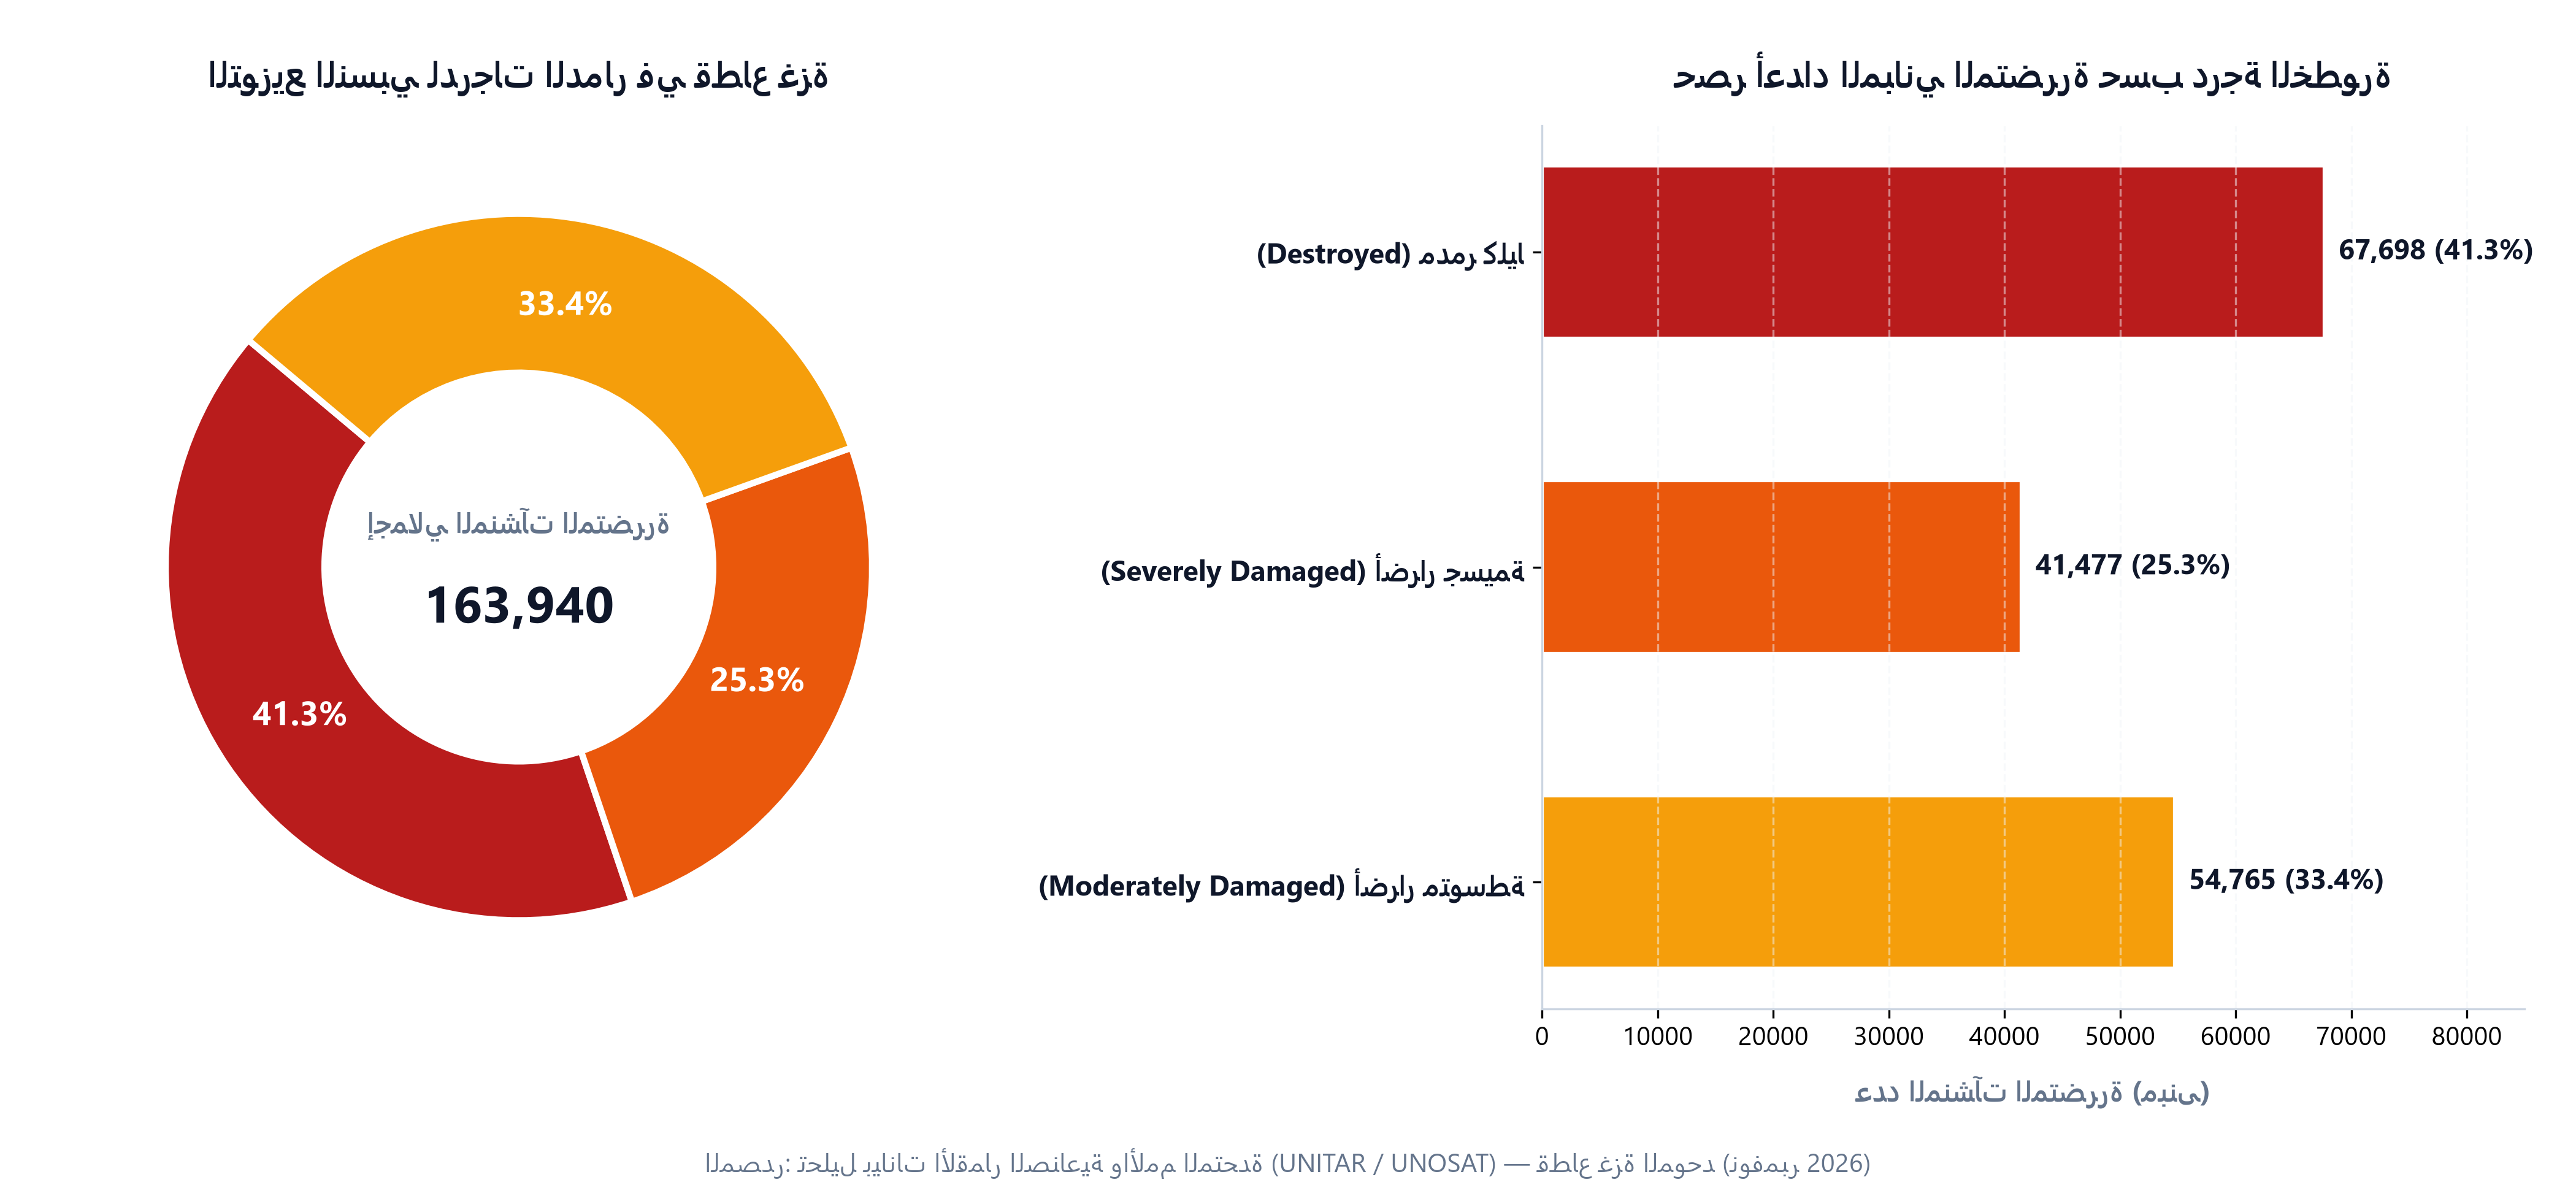 التوزيع النسبي لدرجات الدمار في قطاع غزة
33.4%
25.3%
41.3%
إجمالي المنشآت المتضررة
163,940
حصر أعداد المباني المتضررة حسب درجة الخطورة
(Destroyed) مدمر كليا
67,698 (41.3%)
(Severely Damaged) أضرار جسيمة
41,477 (25.3%)
(Moderately Damaged) أضرار متوسطة
54,765 (33.4%)
0 10000 20000 30000 40000 50000 60000 70000 80000
عدد المنشآت المتضررة (مبنى)
المصدر: تحليل بيانات الأقمار الصناعية والأمم المتحدة (UNITAR / UNOSAT) — قطاع غزة الموحد (نوفمبر 2026)